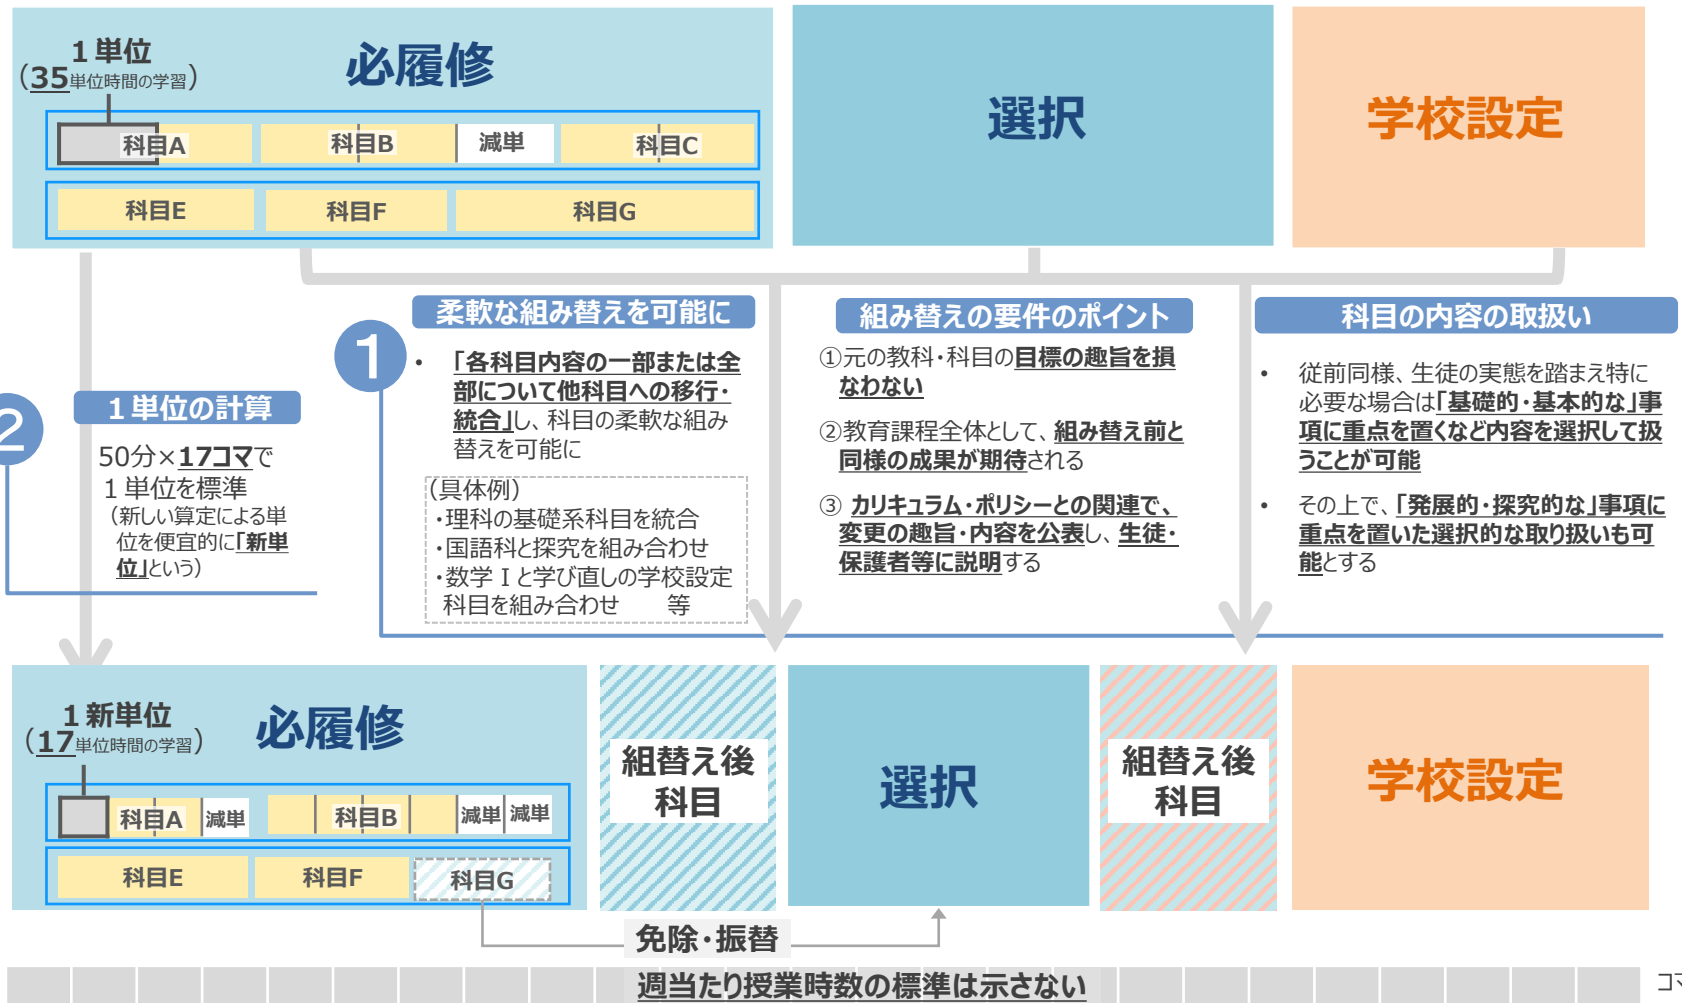 1単位
(35単位時間の学習)
必履修
選択
学校設定
科目A
科目B
減単
科目C
科目E
科目F
科目G
1
柔軟な組み替えを可能に
• 「各科目内容の一部または全
部について他科目への移行・
統合」し、科目の柔軟な組み
替えを可能に
(具体例)
・理科の基礎系科目を統合
・国語科と探究を組み合わせ
・数学Ⅰと学び直しの学校設定
科目を組み合わせ 等
組み替えの要件のポイント
①元の教科・科目の目標の趣旨を損
なわない
②教育課程全体として、組み替え前と
同様の成果が期待される
③ カリキュラム・ポリシーとの関連で、
変更の趣旨・内容を公表し、生徒・
保護者等に説明する
科目の内容の取扱い
• 従前同様、生徒の実態を踏まえ特に
必要な場合は「基礎的・基本的な」事
項に重点を置くなど内容を選択して扱
うことが可能
• その上で、「発展的・探究的な」事項に
重点を置いた選択的な取り扱いも可
能とする
2
1単位の計算
50分×17コマで
1単位を標準
(新しい算定による単
位を便宜的に「新単
位」という)
1新単位
(17単位時間の学習)
必履修
組替え後
科目
選択
組替え後
科目
学校設定
科目A
減単
科目B
減単
減単
科目E
科目F
科目G
免除・振替
週当たり授業時数の標準は示さない
コマ